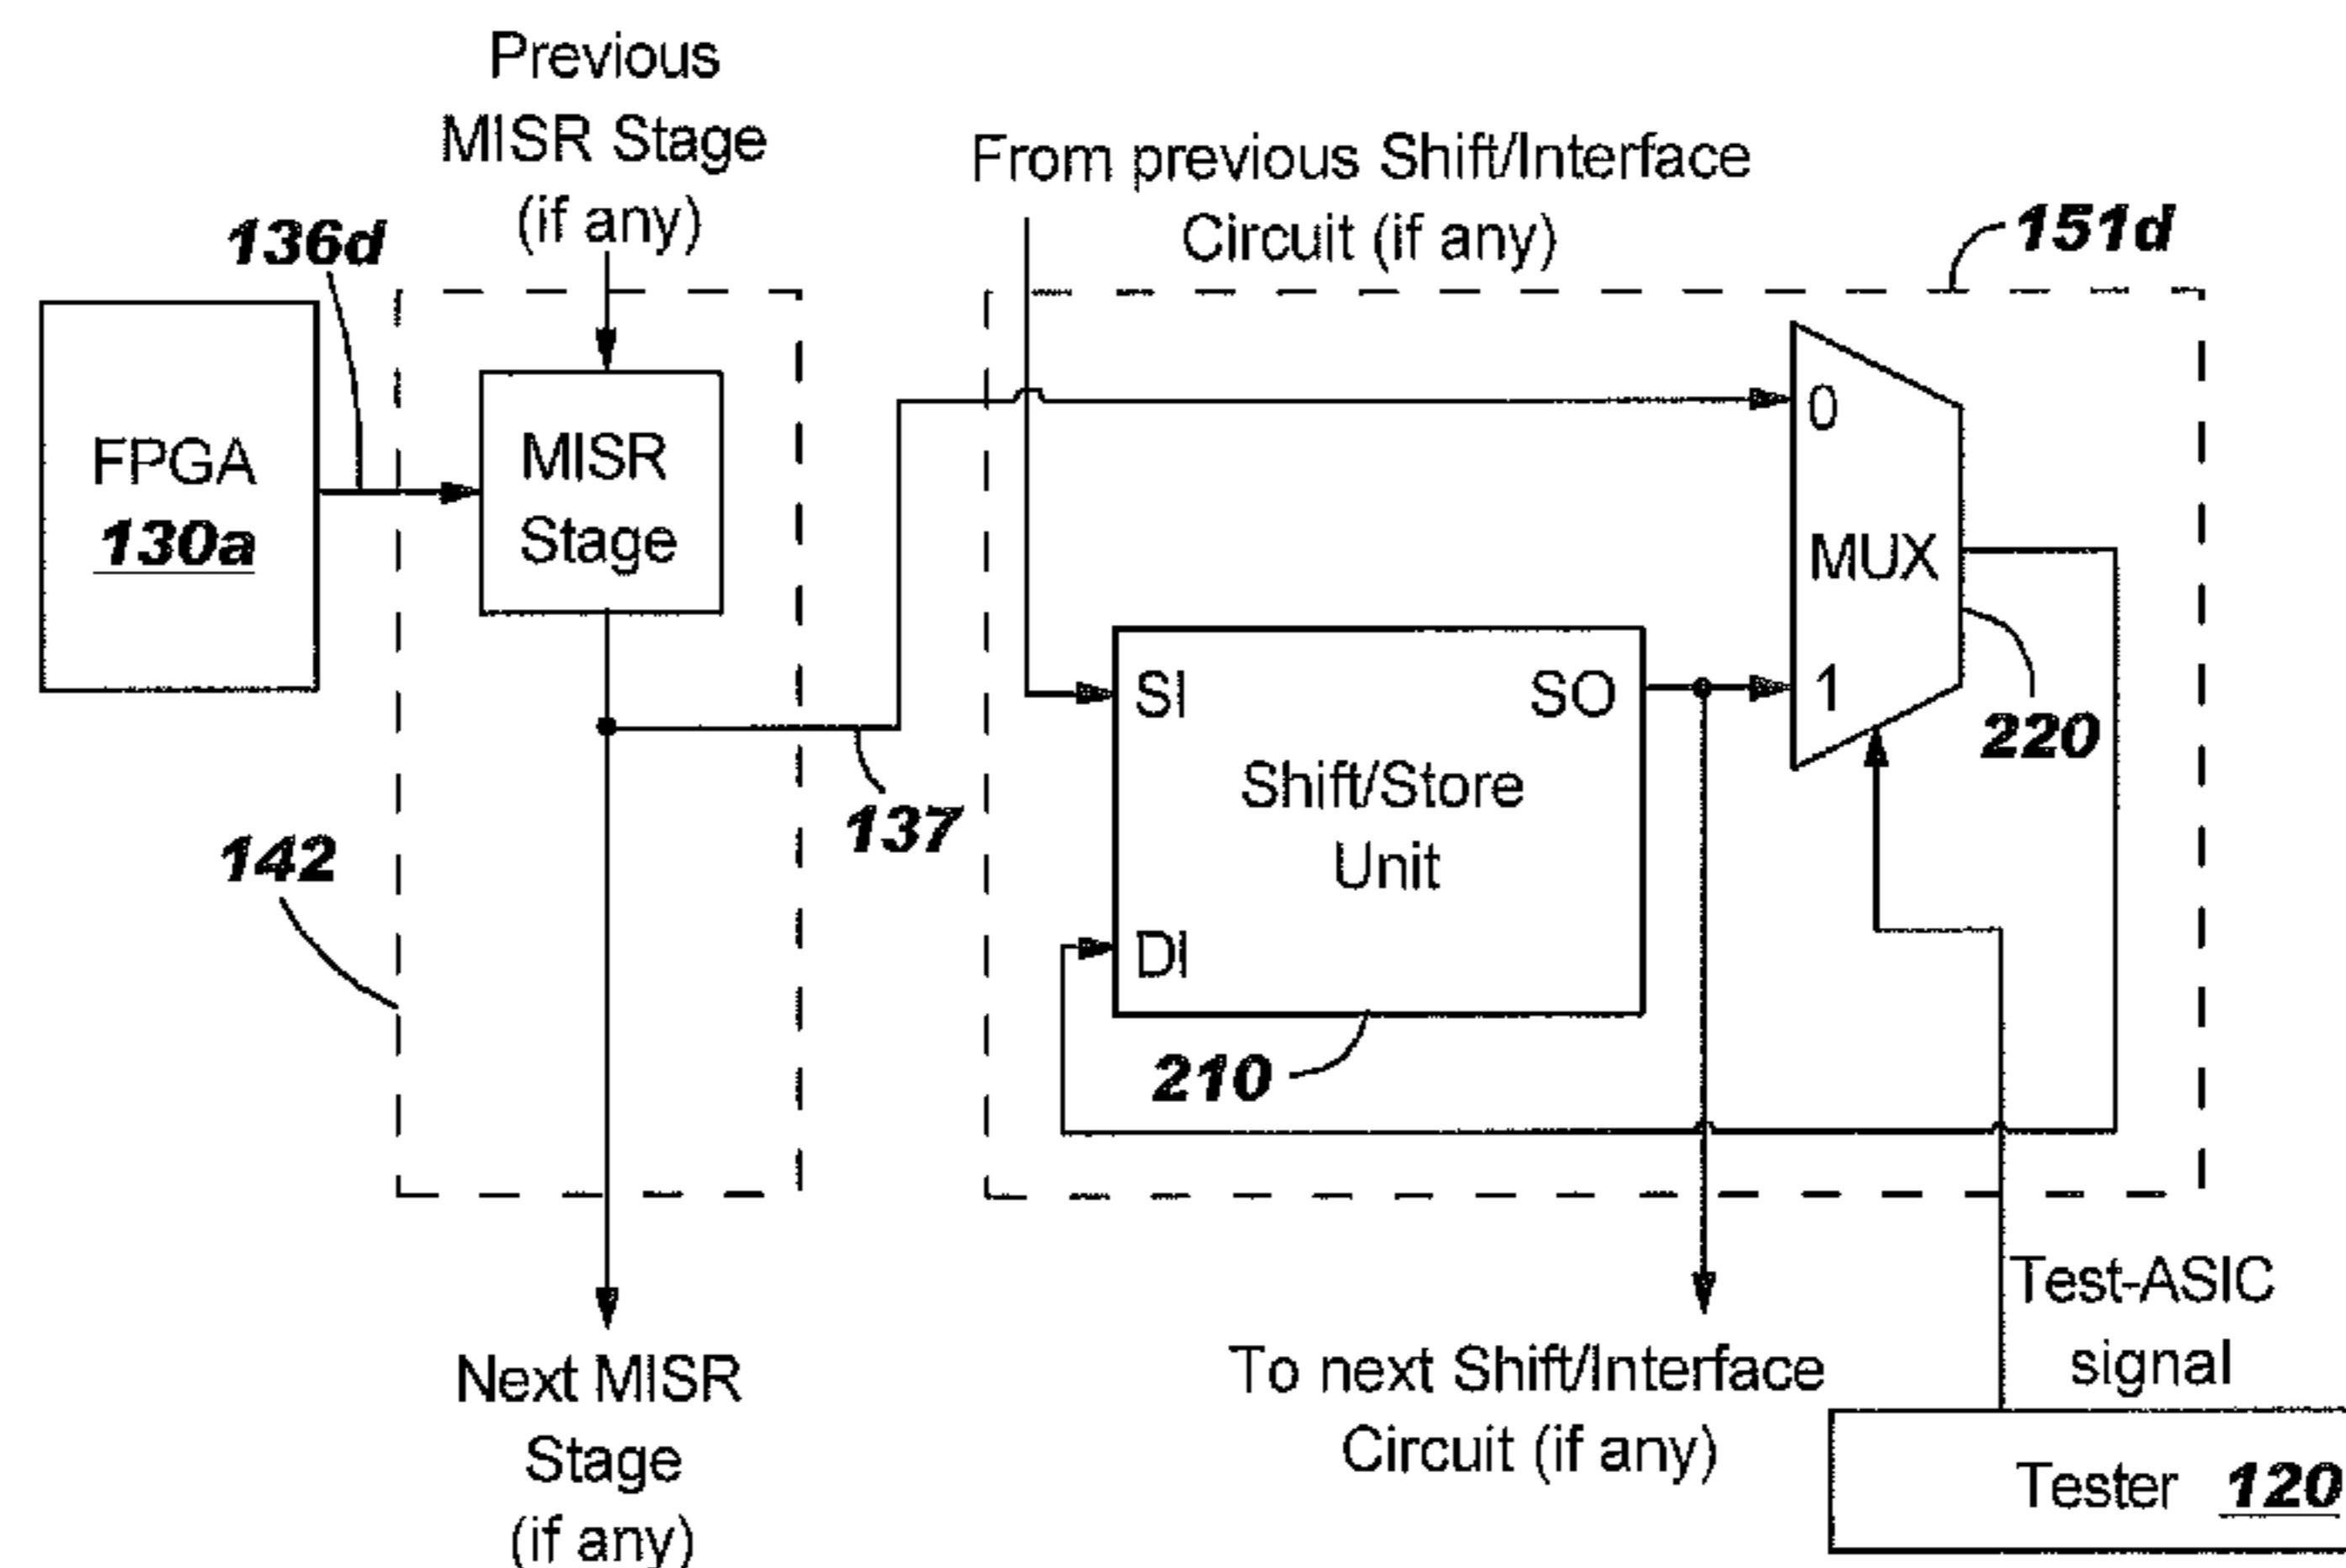 Previous
MISR Stage
(if any)
From previous Shift/Interface
Circuit (if any)
136d
151d
FPGA
130a
MISR
Stage
0
MUX
1
220
SI
SO
Shift/Store
Unit
DI
210
137
142
Test-ASIC
signal
Next MISR
Stage
(if any)
To next Shift/Interface
Circuit (if any)
Tester 120